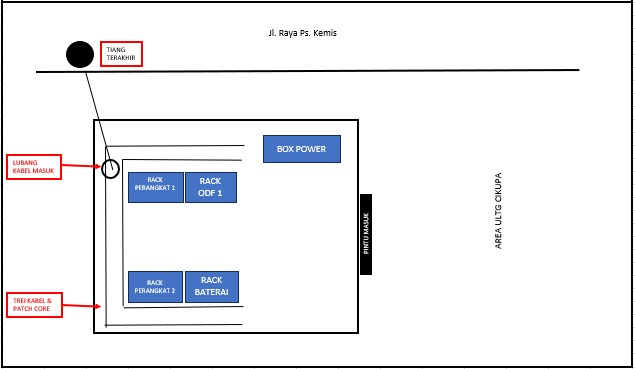 Jl. Raya Ps. Kemis
TIANG
TERAKHIR
BOX POWER
LUBANG
KABEL MASUK
RACK
PERANGKAT 1
RACK
ODF 1
PINTU MASUK
AREA ULTG CIKUPA
RACK
PERANGKAT 2
RACK
BATERAI
TREI KABEL &
PATCH CORE